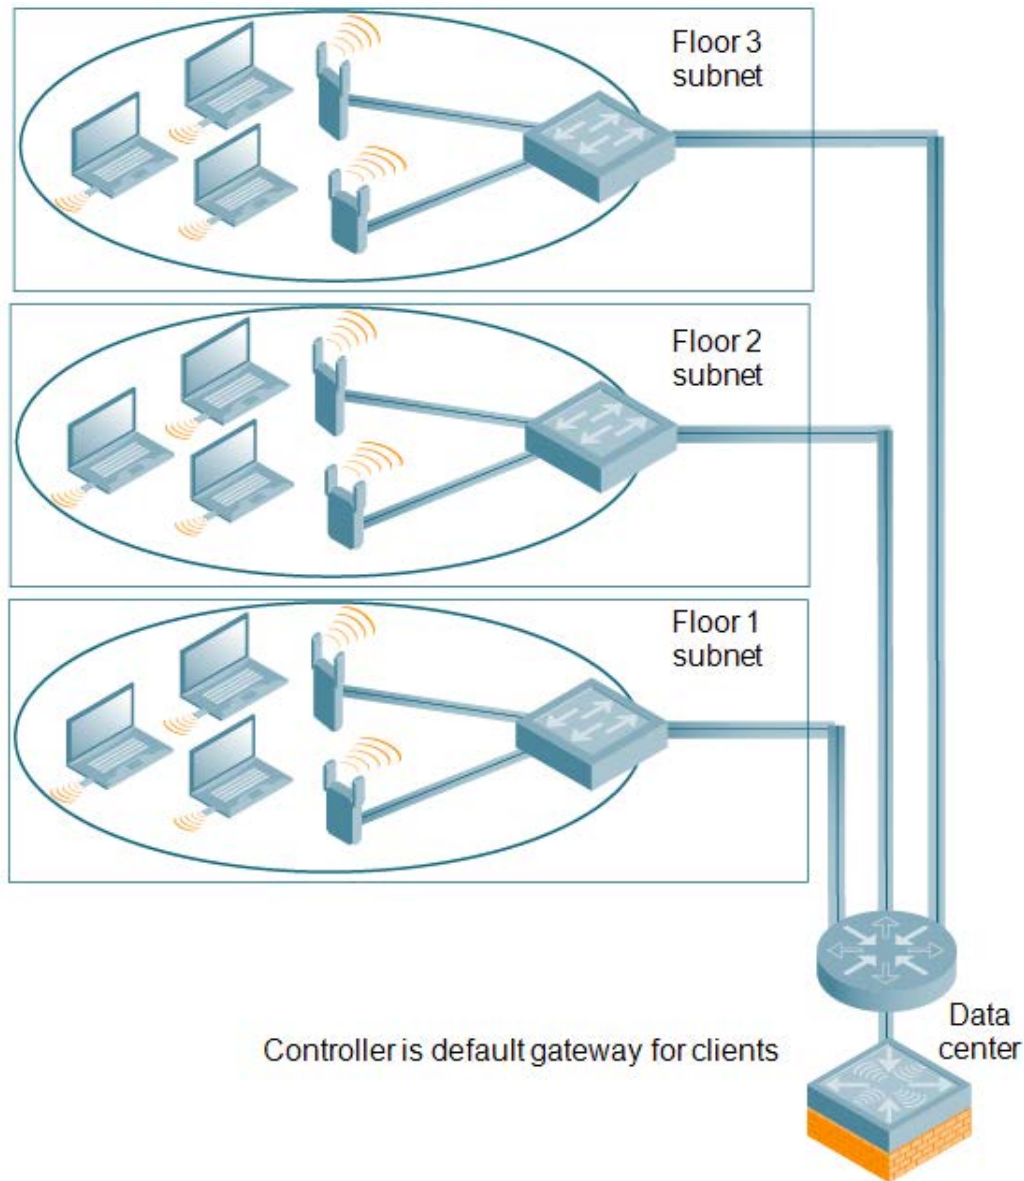 Floor 3
subnet
Floor 2
subnet
Floor 1
subnet
Data
center
Controller is default gateway for clients